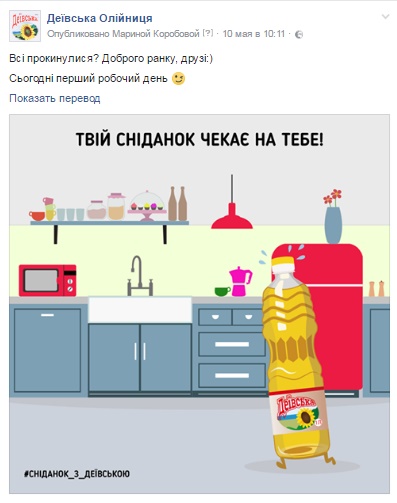 Деївська Олійниця
Опубликовано Мариной Коробовой [?] · 10 мая в 10:11 ·
Всі прокинулися? Доброго ранку, друзі:)
Сьогодні перший робочий день
Показать перевод
ТВІЙ СНІДАНОК ЧЕКАЄ НА ТЕБЕ!
Деївська
#СНІДАНОК_З_ДЕЇВСЬКОЮ